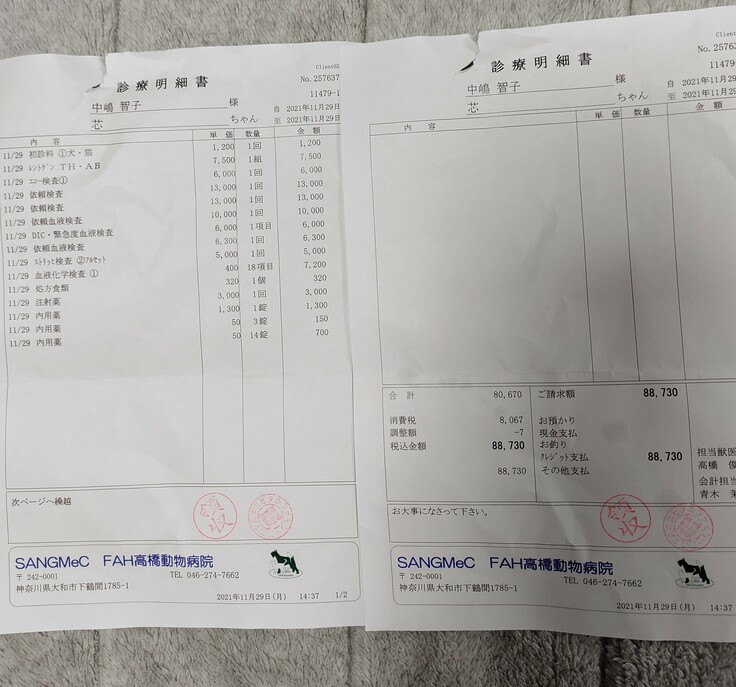 Client02
診療明細書
No.257637
11479-1
中嶋 智子 様
自 2021年11月29日
芯 ちゃん
至 2021年11月29日
内 容 単 価 数量 金 額
11/29 初診料 ①犬・猫 1,200 1回 1,200
11/29 ﾚﾝﾄｹﾞﾝ TH・AB 7,500 1組 7,500
11/29 ｴｺｰ検査① 6,000 1回 6,000
11/29 依頼検査 13,000 1回 13,000
11/29 依頼検査 13,000 1回 13,000
11/29 依頼血液検査 10,000 1回 10,000
11/29 DIC・緊急度血液検査 6,000 1項目 6,000
11/29 依頼血液検査 6,300 1回 6,300
11/29 ｽﾄﾘｯﾋ検査 ②ﾌﾙｾｯﾄ 5,000 1回 5,000
11/29 血液化学検査 ① 400 18項目 7,200
11/29 処方食類 320 1個 320
11/29 注射薬 3,000 1回 3,000
11/29 内用薬 1,300 1錠 1,300
11/29 内用薬 50 3錠 150
11/29 内用薬 50 14錠 700
次ページへ繰越
領収
SANGMeC FAH高橋動物病院
〒 242-0001 TEL 046-274-7662
神奈川県大和市下鶴間1785-1
2021年11月29日(月) 14:37 1/2
Client
診療明細書
No.2576
11479
中嶋 智子 様
自 2021年11月29
芯 ちゃん
至 2021年11月29
内 容 単 価 数量 金 額
合 計 80,670 ご請求額 88,730
消費税 8,067 お預かり
調整額 -7 現金支払
税込金額 88,730 お釣り
ｸﾚｼﾞｯﾄ支払 88,730
88,730 その他支払
担当獣医
高橋 俊
会計担当
青木
お大事になさって下さい。
領収
SANGMeC FAH高橋動物病院
〒 242-0001 TEL 046-274-7662
神奈川県大和市下鶴間1785-1
2021年11月29日(月) 14:37